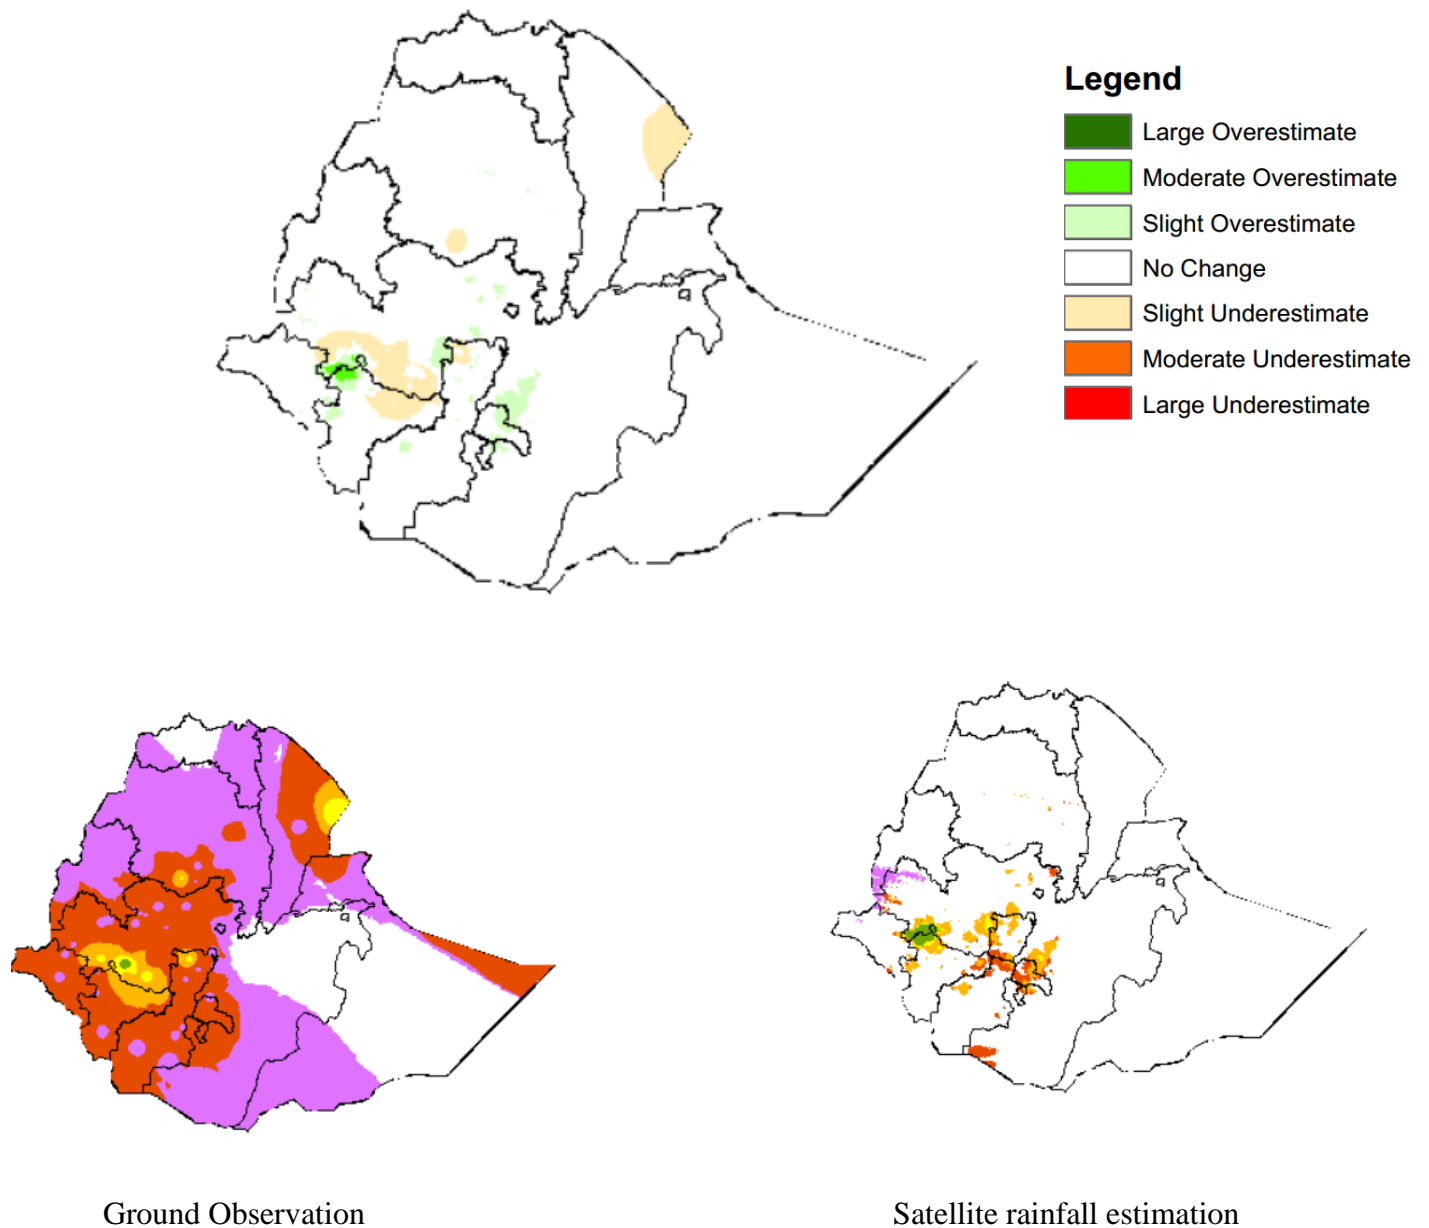 Legend
Large Overestimate
Moderate Overestimate
Slight Overestimate
No Change
Slight Underestimate
Moderate Underestimate
Large Underestimate
Ground Observation
Satellite rainfall estimation